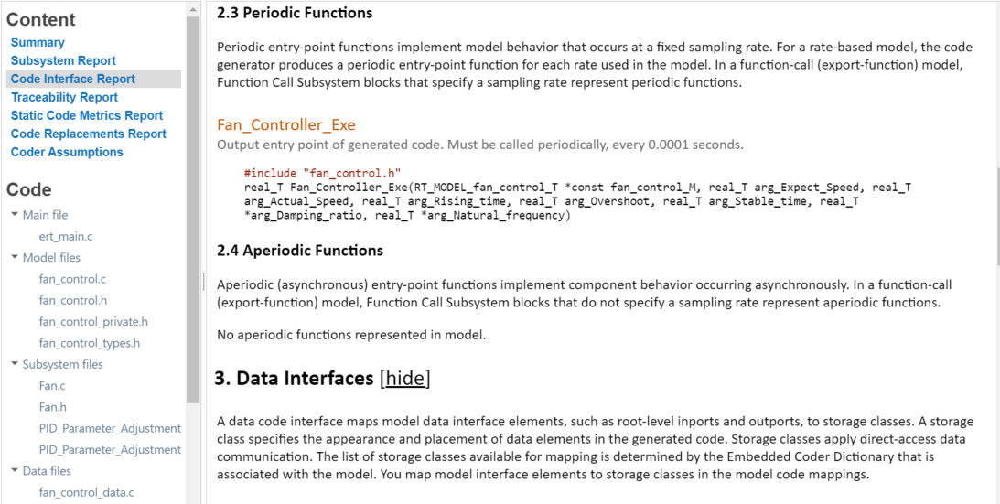 Content
Summary
Subsystem Report
Code Interface Report
Traceability Report
Static Code Metrics Report
Code Replacements Report
Coder Assumptions
Code
Main file
ert_main.c
Model files
fan_control.c
fan_control.h
fan_control_private.h
fan_control_types.h
Subsystem files
Fan.c
Fan.h
PID_Parameter_Adjustment
PID_Parameter_Adjustment
Data files
fan_control_data.c
2.3 Periodic Functions
Periodic entry-point functions implement model behavior that occurs at a fixed sampling rate. For a rate-based model, the code
generator produces a periodic entry-point function for each rate used in the model. In a function-call (export-function) model,
Function Call Subsystem blocks that specify a sampling rate represent periodic functions.
Fan_Controller_Exe
Output entry point of generated code. Must be called periodically, every 0.0001 seconds.
#include "fan_control.h"
real_T Fan_Controller_Exe(RT_MODEL_fan_control_T *const fan_control_M, real_T arg_Expect_Speed, real_T
arg_Actual_Speed, real_T arg_Rising_time, real_T arg_Overshoot, real_T arg_Stable_time, real_T
*arg_Damping_ratio, real_T *arg_Natural_frequency)
2.4 Aperiodic Functions
Aperiodic (asynchronous) entry-point functions implement component behavior occurring asynchronously. In a function-call
(export-function) model, Function Call Subsystem blocks that do not specify a sampling rate represent aperiodic functions.
No aperiodic functions represented in model.
3. Data Interfaces [hide]
A data code interface maps model data interface elements, such as root-level inports and outports, to storage classes. A storage
class specifies the appearance and placement of data elements in the generated code. Storage classes apply direct-access data
communication. The list of storage classes available for mapping is determined by the Embedded Coder Dictionary that is
associated with the model. You map model interface elements to storage classes in the model code mappings.